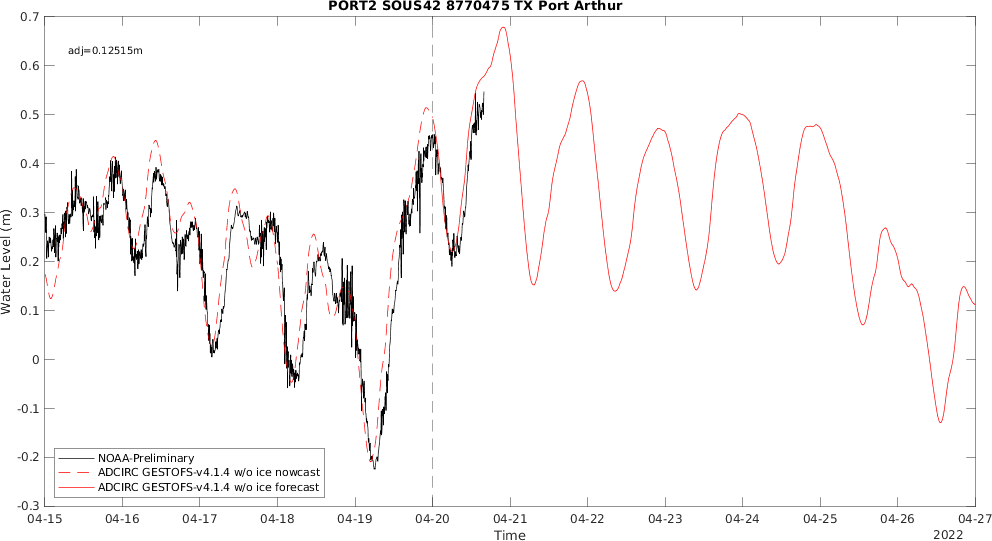 PORT2 SOUS42 8770475 TX Port Arthur
0.7
adj=0.12515m
0.6
0.5
0.4
0.3
0.2
0.1
0
-0.1
-0.2
-0.3
Water Level (m)
NOAA-Preliminary
ADCIRC GESTOFS-v4.1.4 w/o ice nowcast
ADCIRC GESTOFS-v4.1.4 w/o ice forecast
04-15 04-16 04-17 04-18 04-19 04-20 04-21 04-22 04-23 04-24 04-25 04-26 04-27
Time
2022